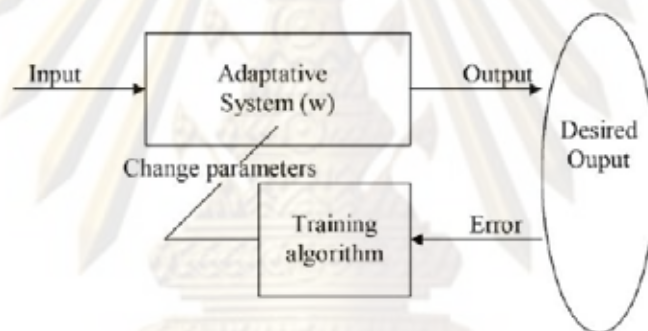 Input
Adaptative
System (w)
Output
Desired
Ouput
Change parameters
Training
algorithm
Error